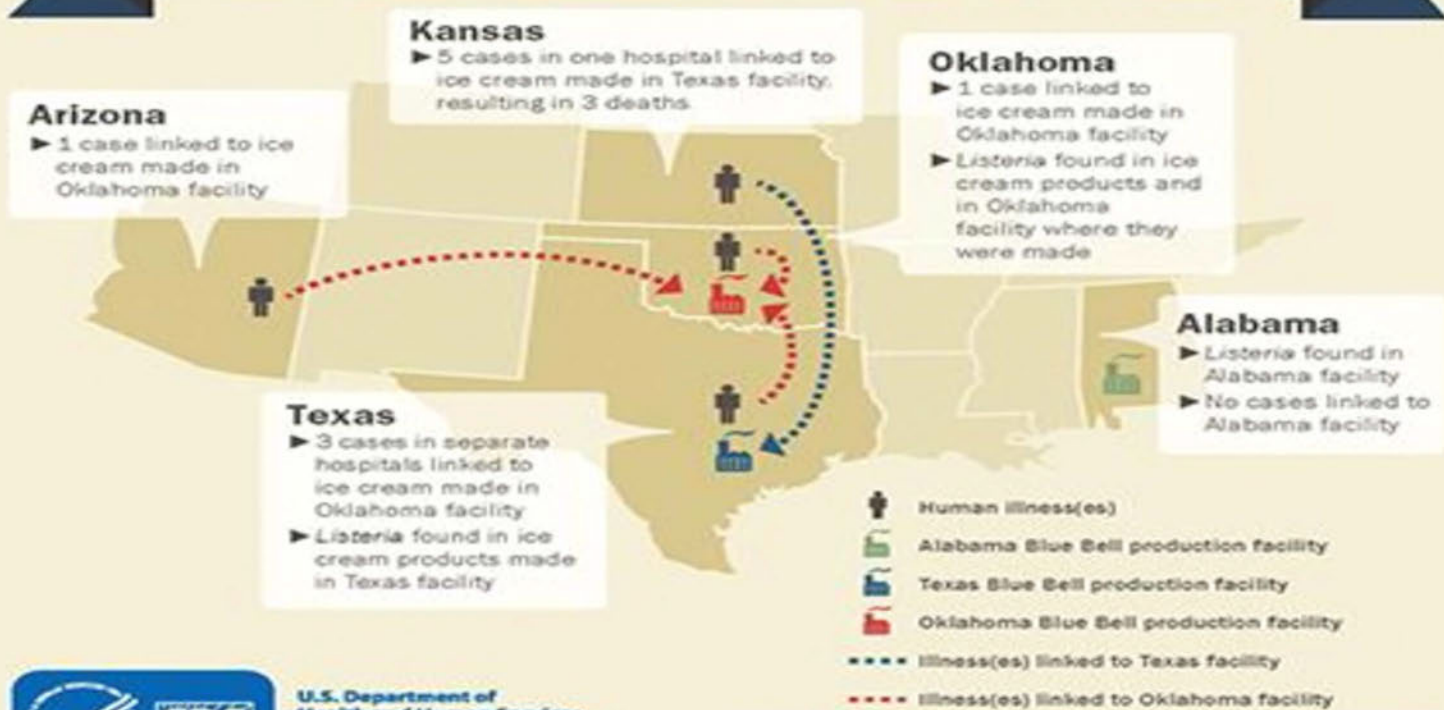 Kansas
►5 cases in one hospital linked to
ice cream made in Texas facility,
resulting in 3 deaths
Oklahoma
►1 case linked to
ice cream made in
Oklahoma facility
►Listeria found in ice
cream products and
in Oklahoma
facility where they
were made
Arizona
►1 case linked to ice
cream made in
Oklahoma facility
Alabama
►Listeria found in
Alabama facility
►No cases linked to
Alabama facility
Texas
►3 cases in separate
hospitals linked to
ice cream made in
Oklahoma facility
►Listeria found in ice
cream products made
in Texas facility
Human illness(es)
Alabama Blue Bell production facility
Texas Blue Bell production facility
Oklahoma Blue Bell production facility
Illness(es) linked to Texas facility
Illness(es) linked to Oklahoma facility
U.S. Department of